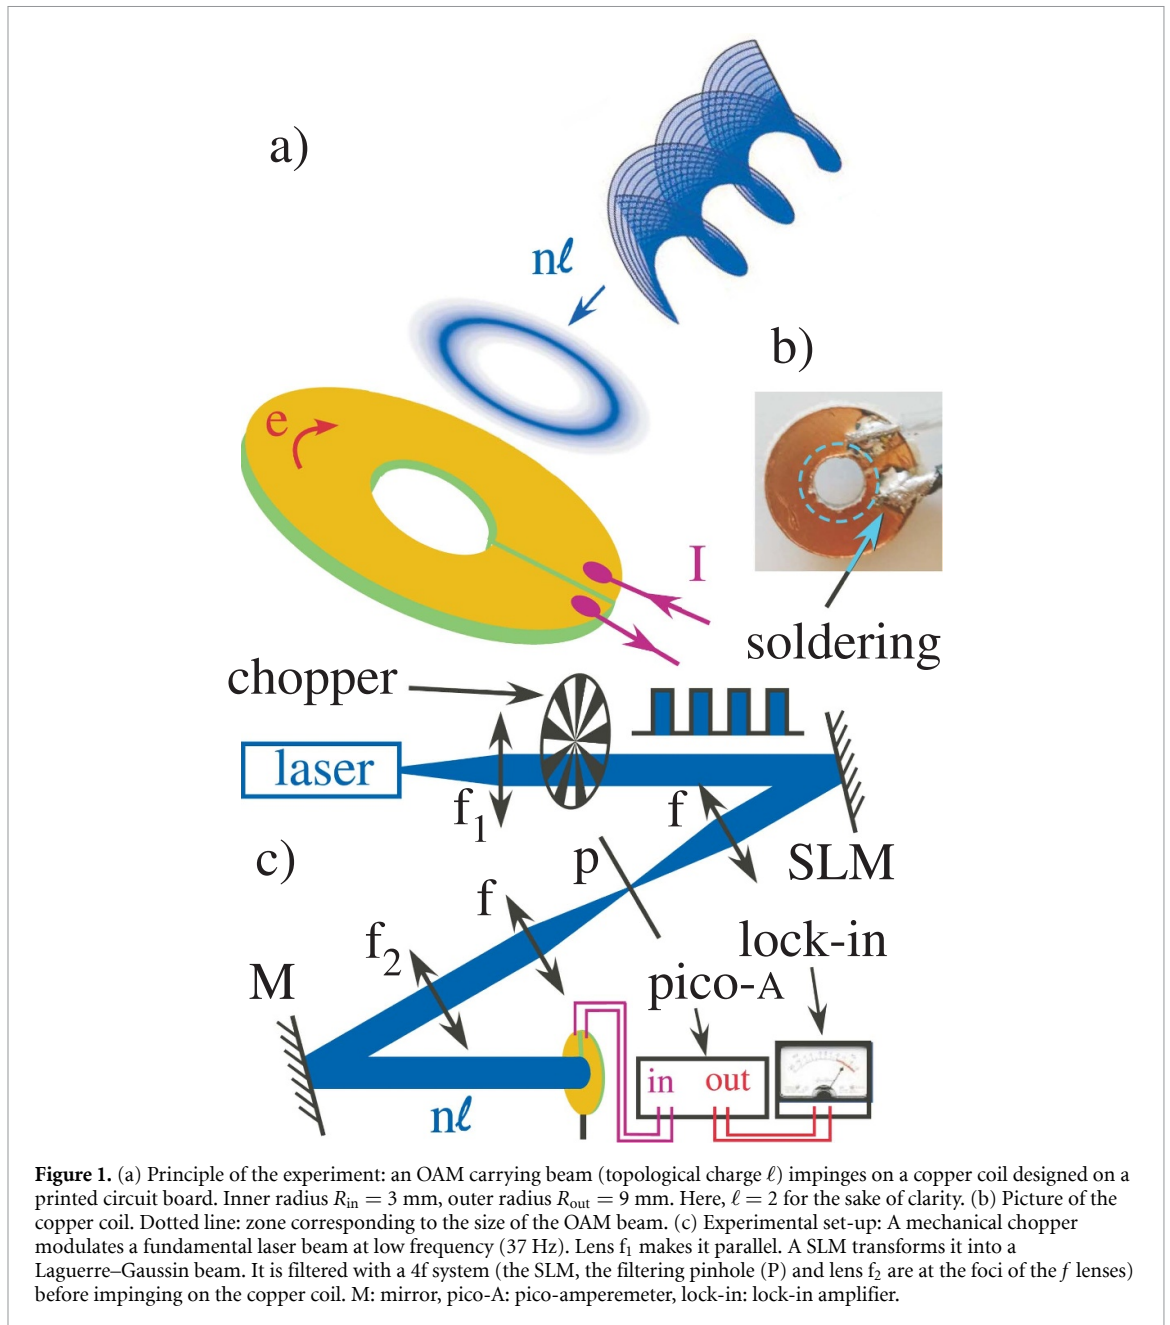 a)
nℓ
b)
e
I
soldering
chopper
laser
f₁
f
SLM
c)
p
f
f₂
lock-in
pico-A
M
in
out
nℓ
Figure 1. (a) Principle of the experiment: an OAM carrying beam (topological charge ℓ) impinges on a copper coil designed on a
printed circuit board. Inner radius Rin = 3 mm, outer radius Rout = 9 mm. Here, ℓ = 2 for the sake of clarity. (b) Picture of the
copper coil. Dotted line: zone corresponding to the size of the OAM beam. (c) Experimental set-up: A mechanical chopper
modulates a fundamental laser beam at low frequency (37 Hz). Lens f₁ makes it parallel. A SLM transforms it into a
Laguerre–Gaussin beam. It is filtered with a 4f system (the SLM, the filtering pinhole (P) and lens f₂ are at the foci of the f lenses)
before impinging on the copper coil. M: mirror, pico-A: pico-amperemeter, lock-in: lock-in amplifier.